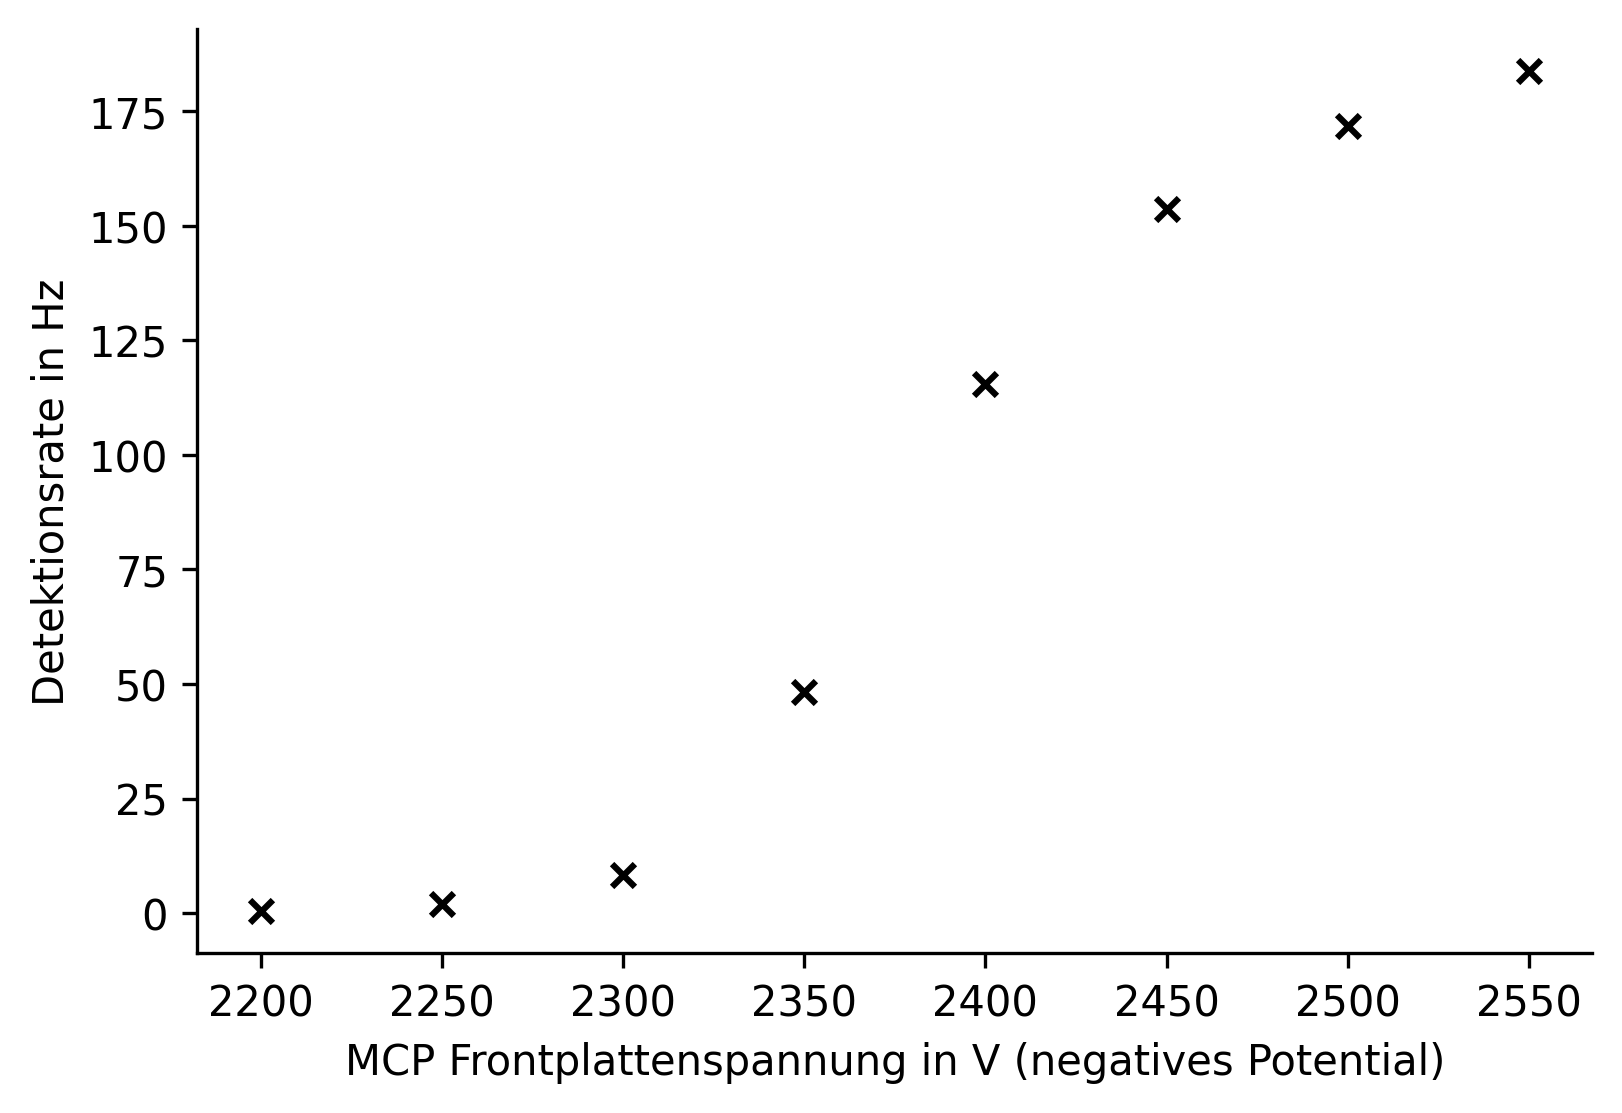 Detektionsrate in Hz
175
150
125
100
75
50
25
0
2200 2250 2300 2350 2400 2450 2500 2550
MCP Frontplattenspannung in V (negatives Potential)